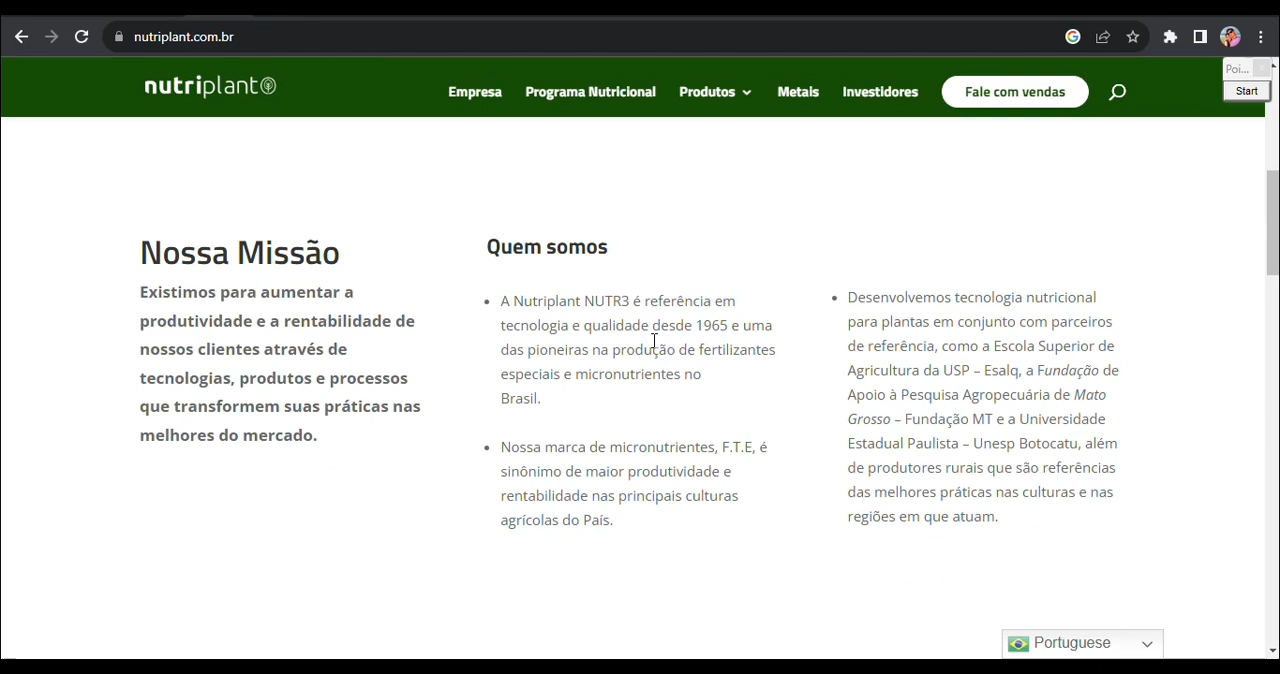 nutriplant.com.br
Poi...
Start
nutriplant
Empresa
Programa Nutricional
Produtos
Metais
Investidores
Fale com vendas
Nossa Missão
Existimos para aumentar a
produtividade e a rentabilidade de
nossos clientes através de
tecnologias, produtos e processos
que transformem suas práticas nas
melhores do mercado.
Quem somos
A Nutriplant NUTR3 é referência em
tecnologia e qualidade desde 1965 e uma
das pioneiras na produção de fertilizantes
especiais e micronutrientes no
Brasil.
Nossa marca de micronutrientes, F.T.E, é
sinônimo de maior produtividade e
rentabilidade nas principais culturas
agrícolas do País.
Desenvolvemos tecnologia nutricional
para plantas em conjunto com parceiros
de referência, como a Escola Superior de
Agricultura da USP – Esalq, a Fundação de
Apoio à Pesquisa Agropecuária de Mato
Grosso – Fundação MT e a Universidade
Estadual Paulista – Unesp Botocatu, além
de produtores rurais que são referências
das melhores práticas nas culturas e nas
regiões em que atuam.
Portuguese